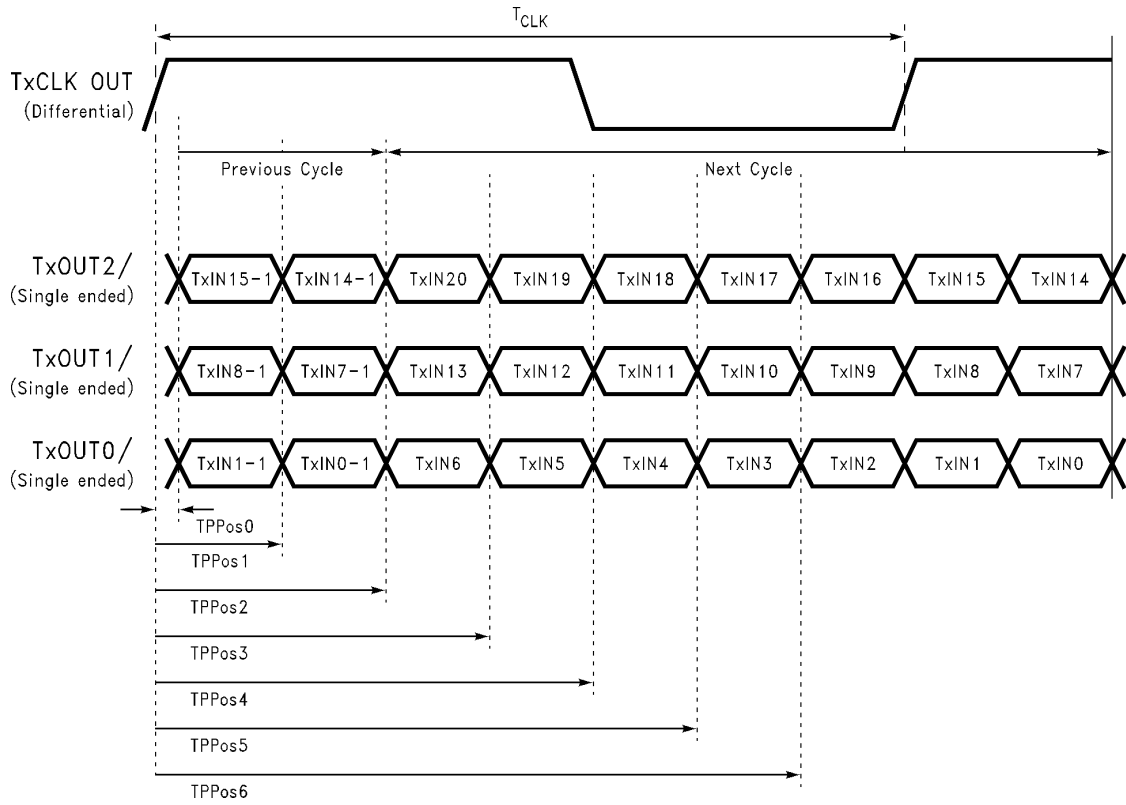 TCLK
TxCLK OUT
(Differential)
Previous Cycle Next Cycle
TxOUT2/
(Single ended)
TxIN15-1 TxIN14-1 TxIN20 TxIN19 TxIN18 TxIN17 TxIN16 TxIN15 TxIN14
TxOUT1/
(Single ended)
TxIN8-1 TxIN7-1 TxIN13 TxIN12 TxIN11 TxIN10 TxIN9 TxIN8 TxIN7
TxOUT0/
(Single ended)
TxIN1-1 TxIN0-1 TxIN6 TxIN5 TxIN4 TxIN3 TxIN2 TxIN1 TxIN0
TPPos0
TPPos1
TPPos2
TPPos3
TPPos4
TPPos5
TPPos6